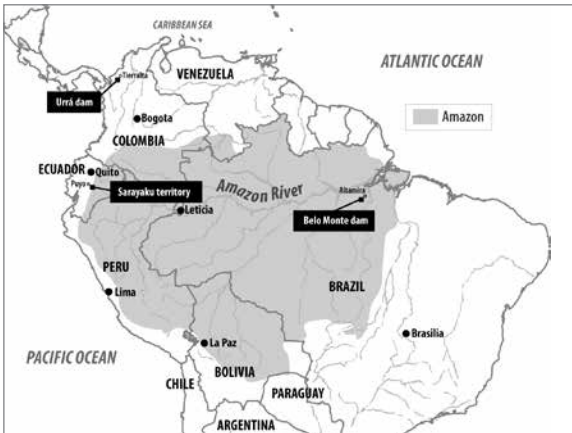 CARIBBEAN SEA
ATLANTIC OCEAN
VENEZUELA
Tierralta
Urrá dam
Amazon
Bogota
COLOMBIA
ECUADOR
Quito
Puyo
Sarayaku territory
Amazon River
Altamira
Leticia
Belo Monte dam
PERU
BRAZIL
Lima
Brasilia
La Paz
PACIFIC OCEAN
BOLIVIA
CHILE
PARAGUAY
ARGENTINA